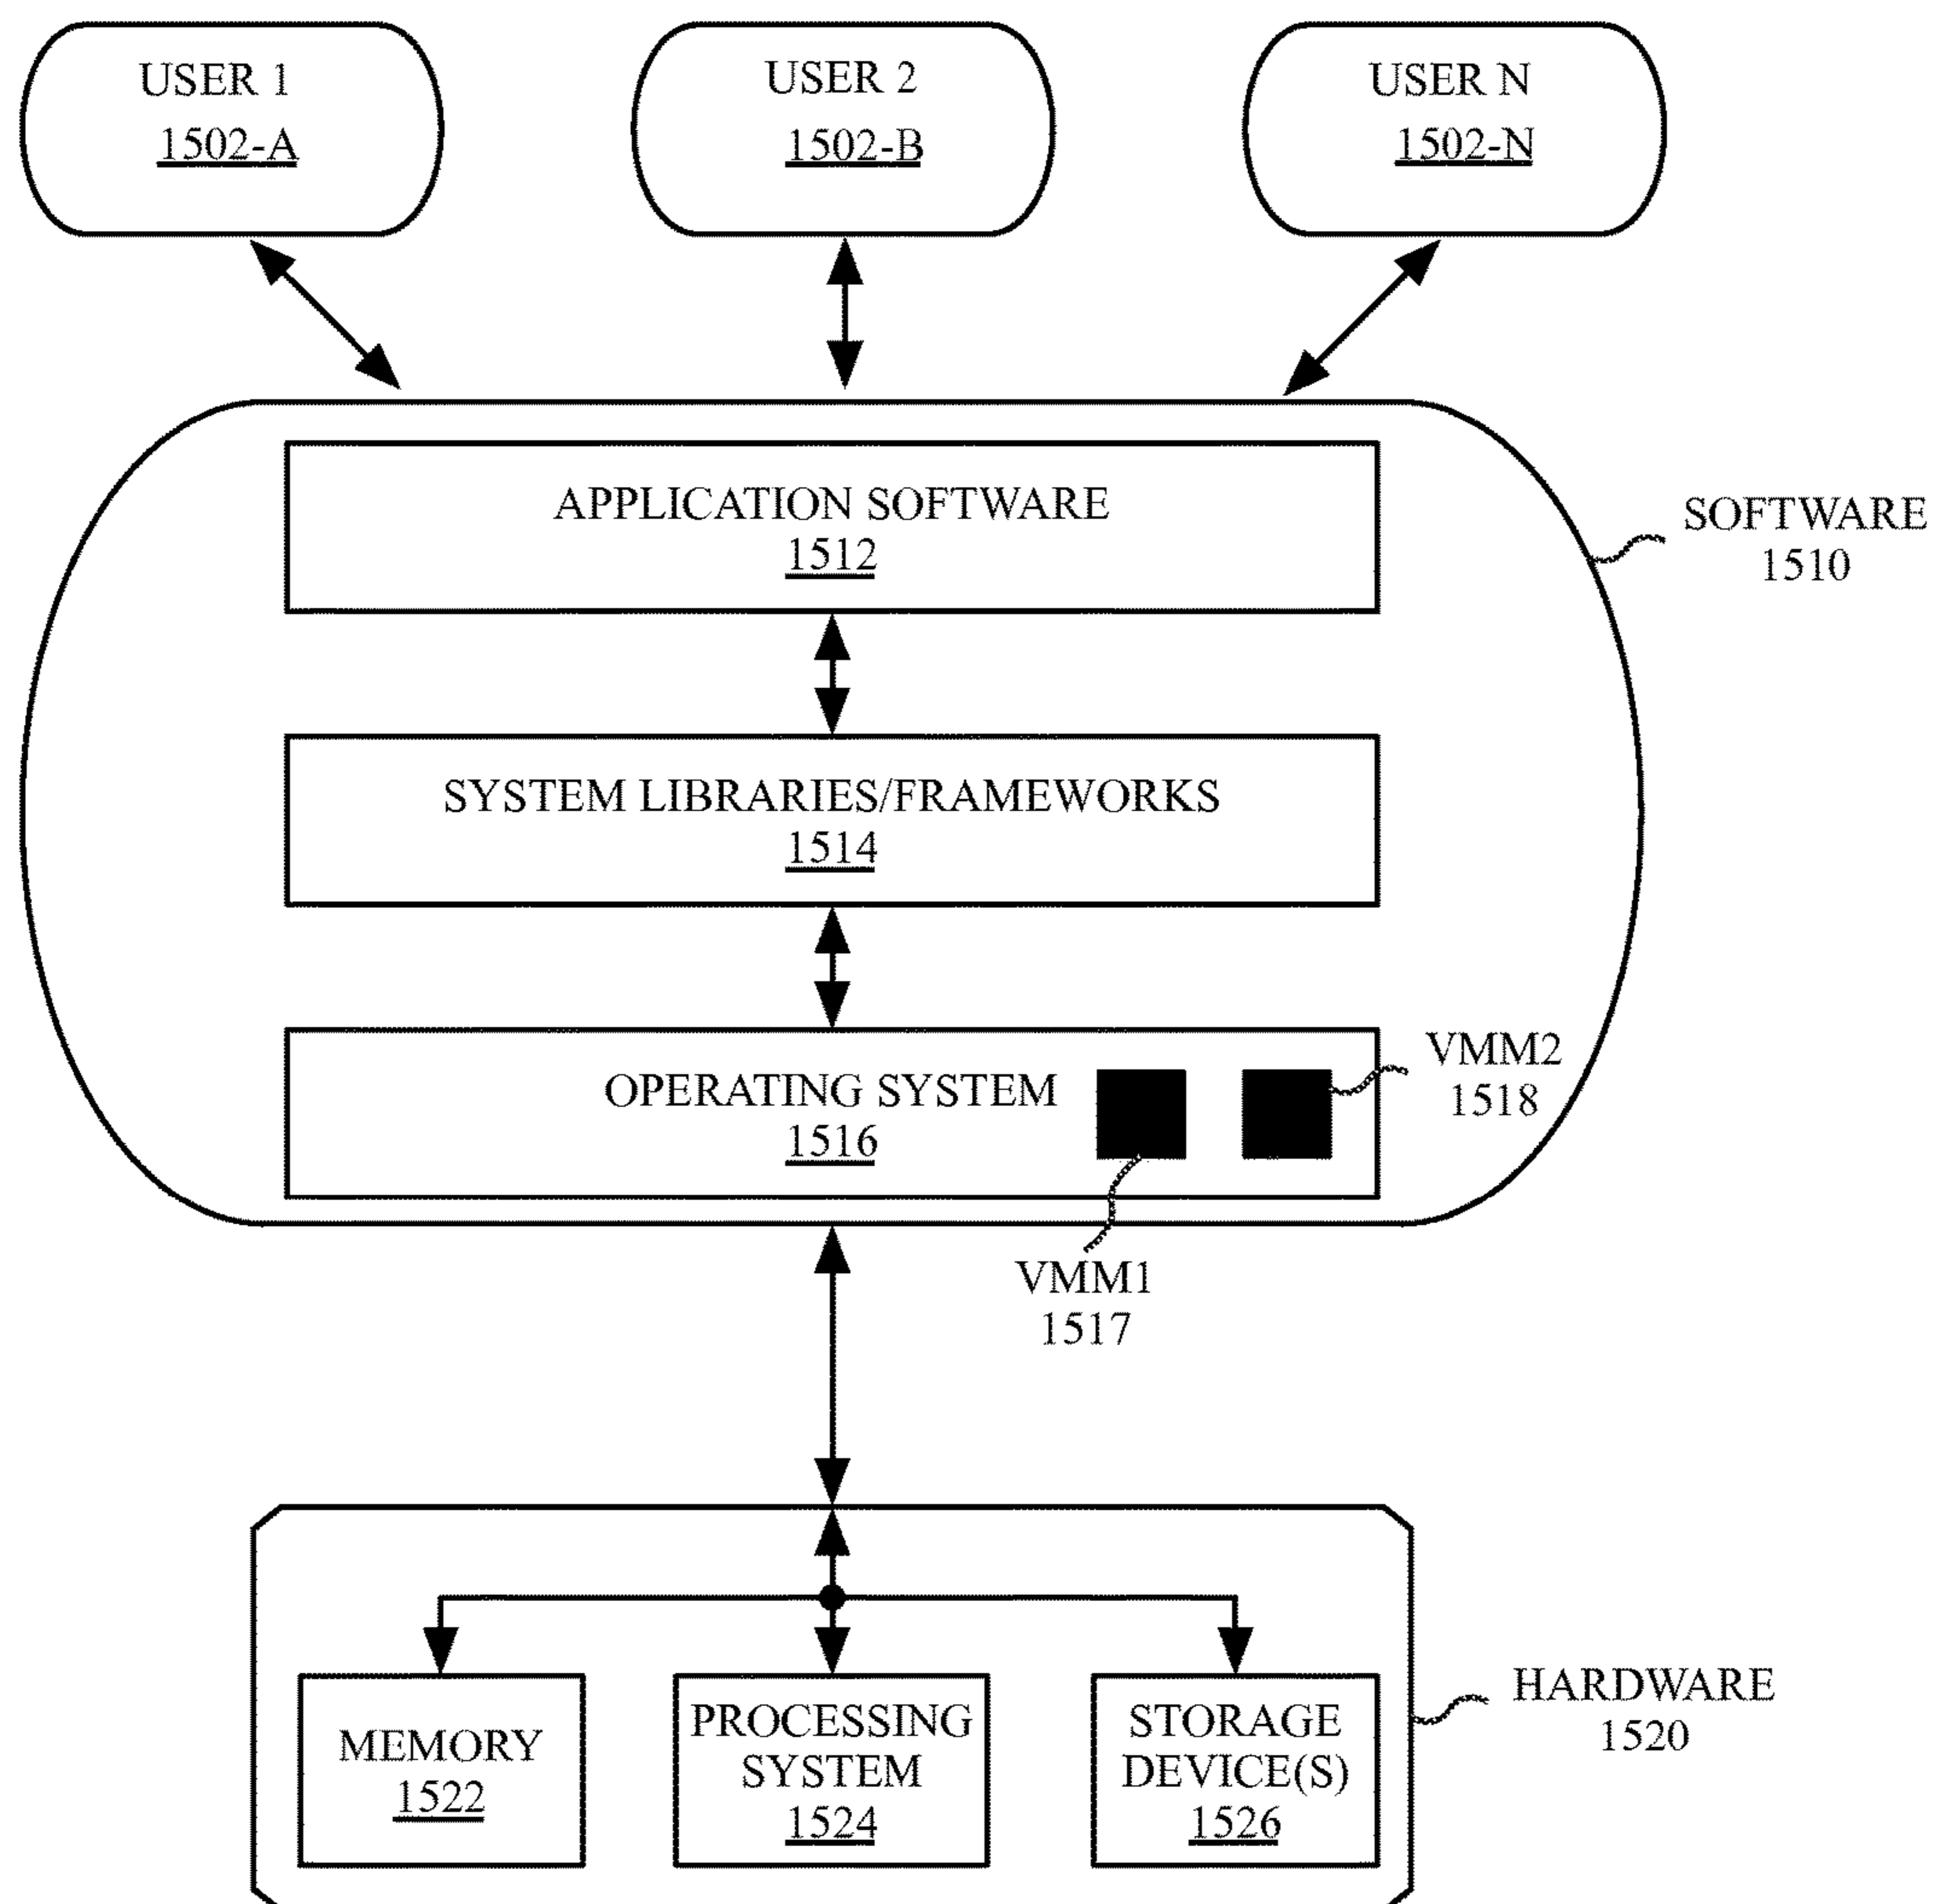 USER 1
1502-A
USER 2
1502-B
USER N
1502-N
APPLICATION SOFTWARE
1512
SOFTWARE
1510
SYSTEM LIBRARIES/FRAMEWORKS
1514
OPERATING SYSTEM
1516
VMM2
1518
VMM1
1517
HARDWARE
1520
MEMORY
1522
PROCESSING
SYSTEM
1524
STORAGE
DEVICE(S)
1526